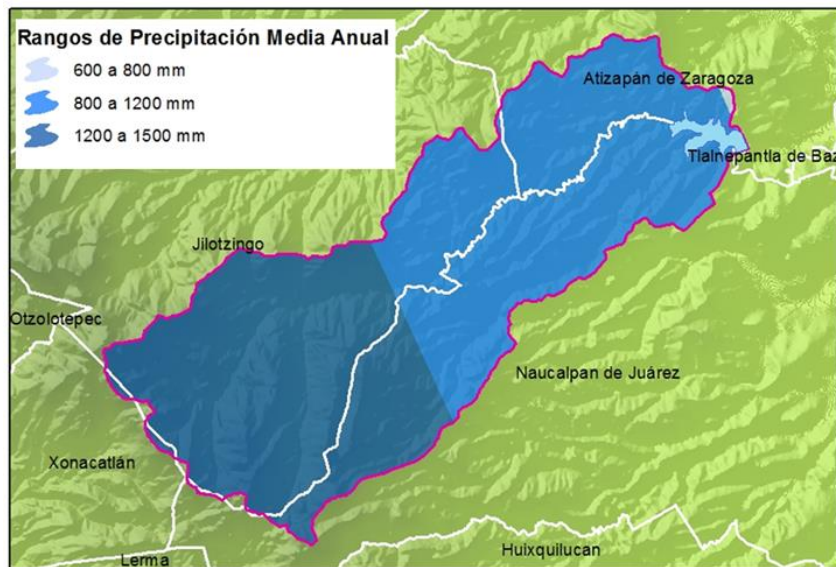 Rangos de Precipitación Media Anual
600 a 800 mm
800 a 1200 mm
1200 a 1500 mm
Atizapán de Zaragoza
Tlalnepantla de Baz
Jilotzingo
Otzolotepec
Naucalpan de Juárez
Xonacatlán
Huixquilucan
Lerma